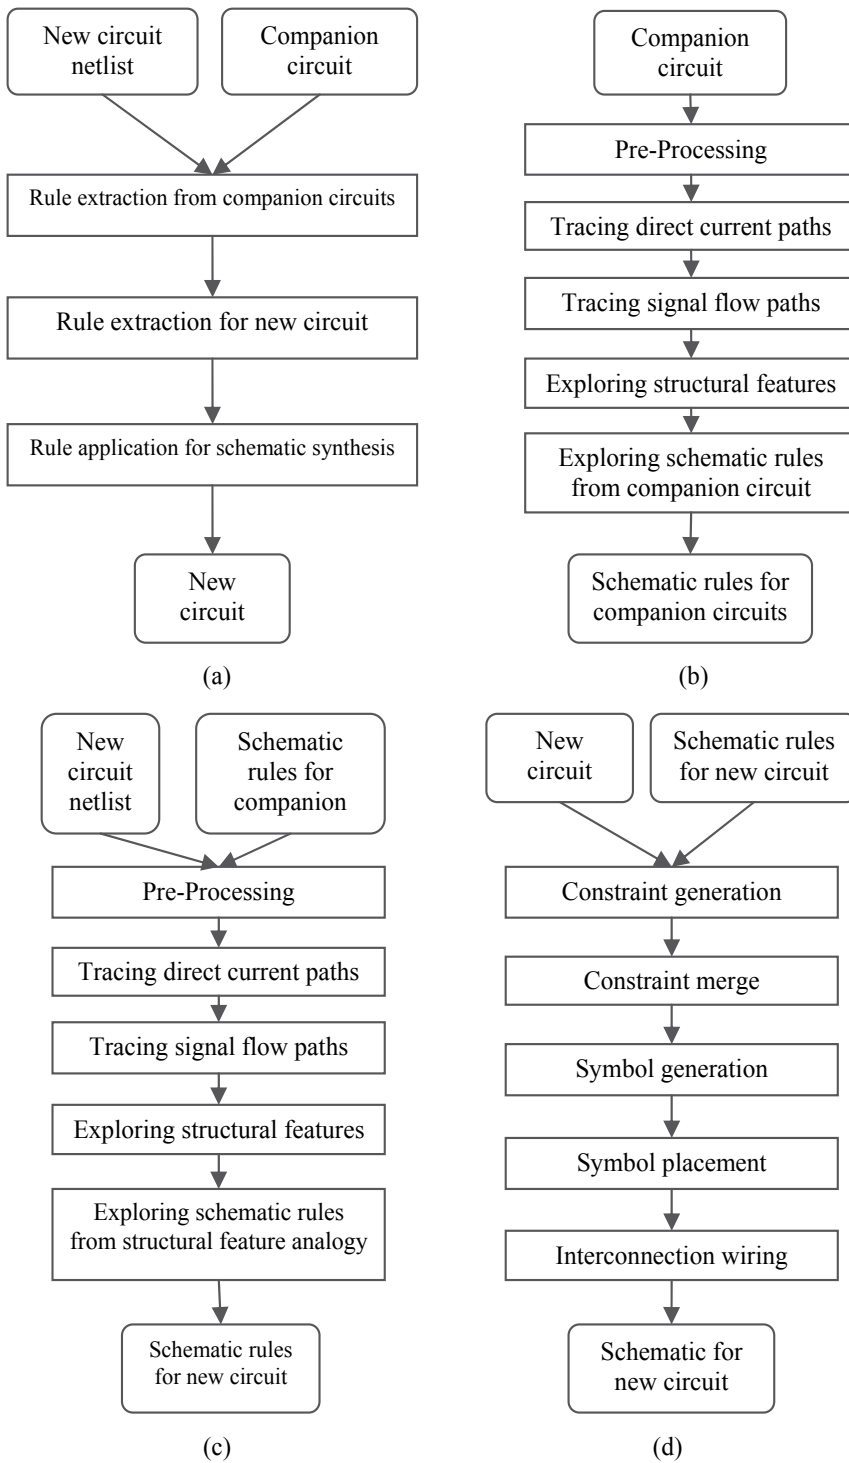 New circuit
netlist
Companion
circuit
Rule extraction from companion circuits
Rule extraction for new circuit
Rule application for schematic synthesis
New
circuit
(a)
Companion
circuit
Pre-Processing
Tracing direct current paths
Tracing signal flow paths
Exploring structural features
Exploring schematic rules
from companion circuit
Schematic rules for
companion circuits
(b)
New
circuit
netlist
Schematic
rules for
companion
Pre-Processing
Tracing direct current paths
Tracing signal flow paths
Exploring structural features
Exploring schematic rules
from structural feature analogy
Schematic rules
for new circuit
(c)
New
circuit
Schematic rules
for new circuit
Constraint generation
Constraint merge
Symbol generation
Symbol placement
Interconnection wiring
Schematic for
new circuit
(d)